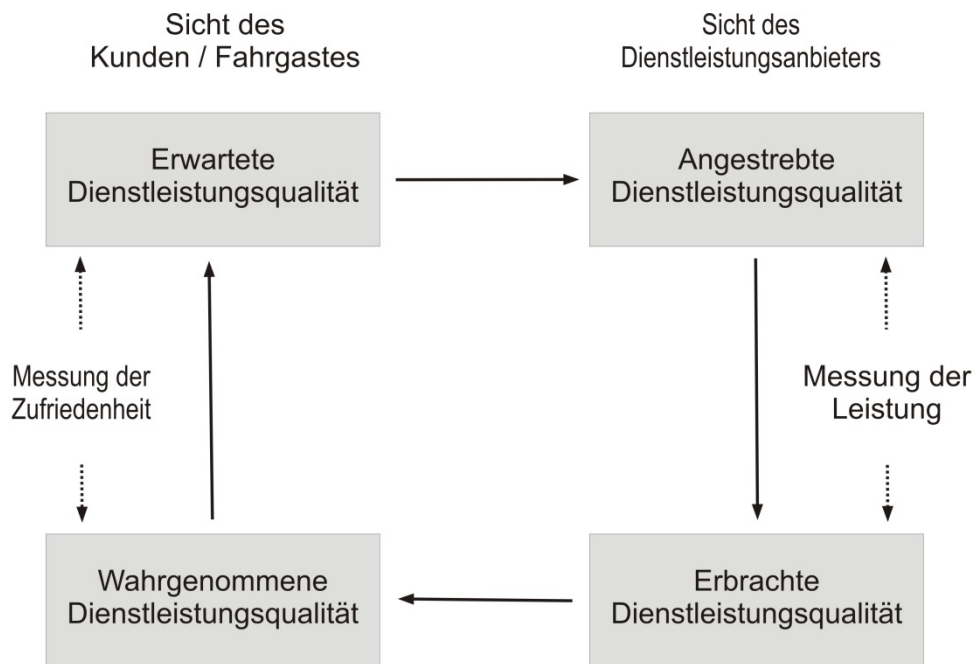 Sicht des
Kunden / Fahrgastes
Sicht des
Dienstleistungsanbieters
Erwartete
Dienstleistungsqualität
Angestrebte
Dienstleistungsqualität
Messung der
Zufriedenheit
Messung der
Leistung
Wahrgenommene
Dienstleistungsqualität
Erbrachte
Dienstleistungsqualität